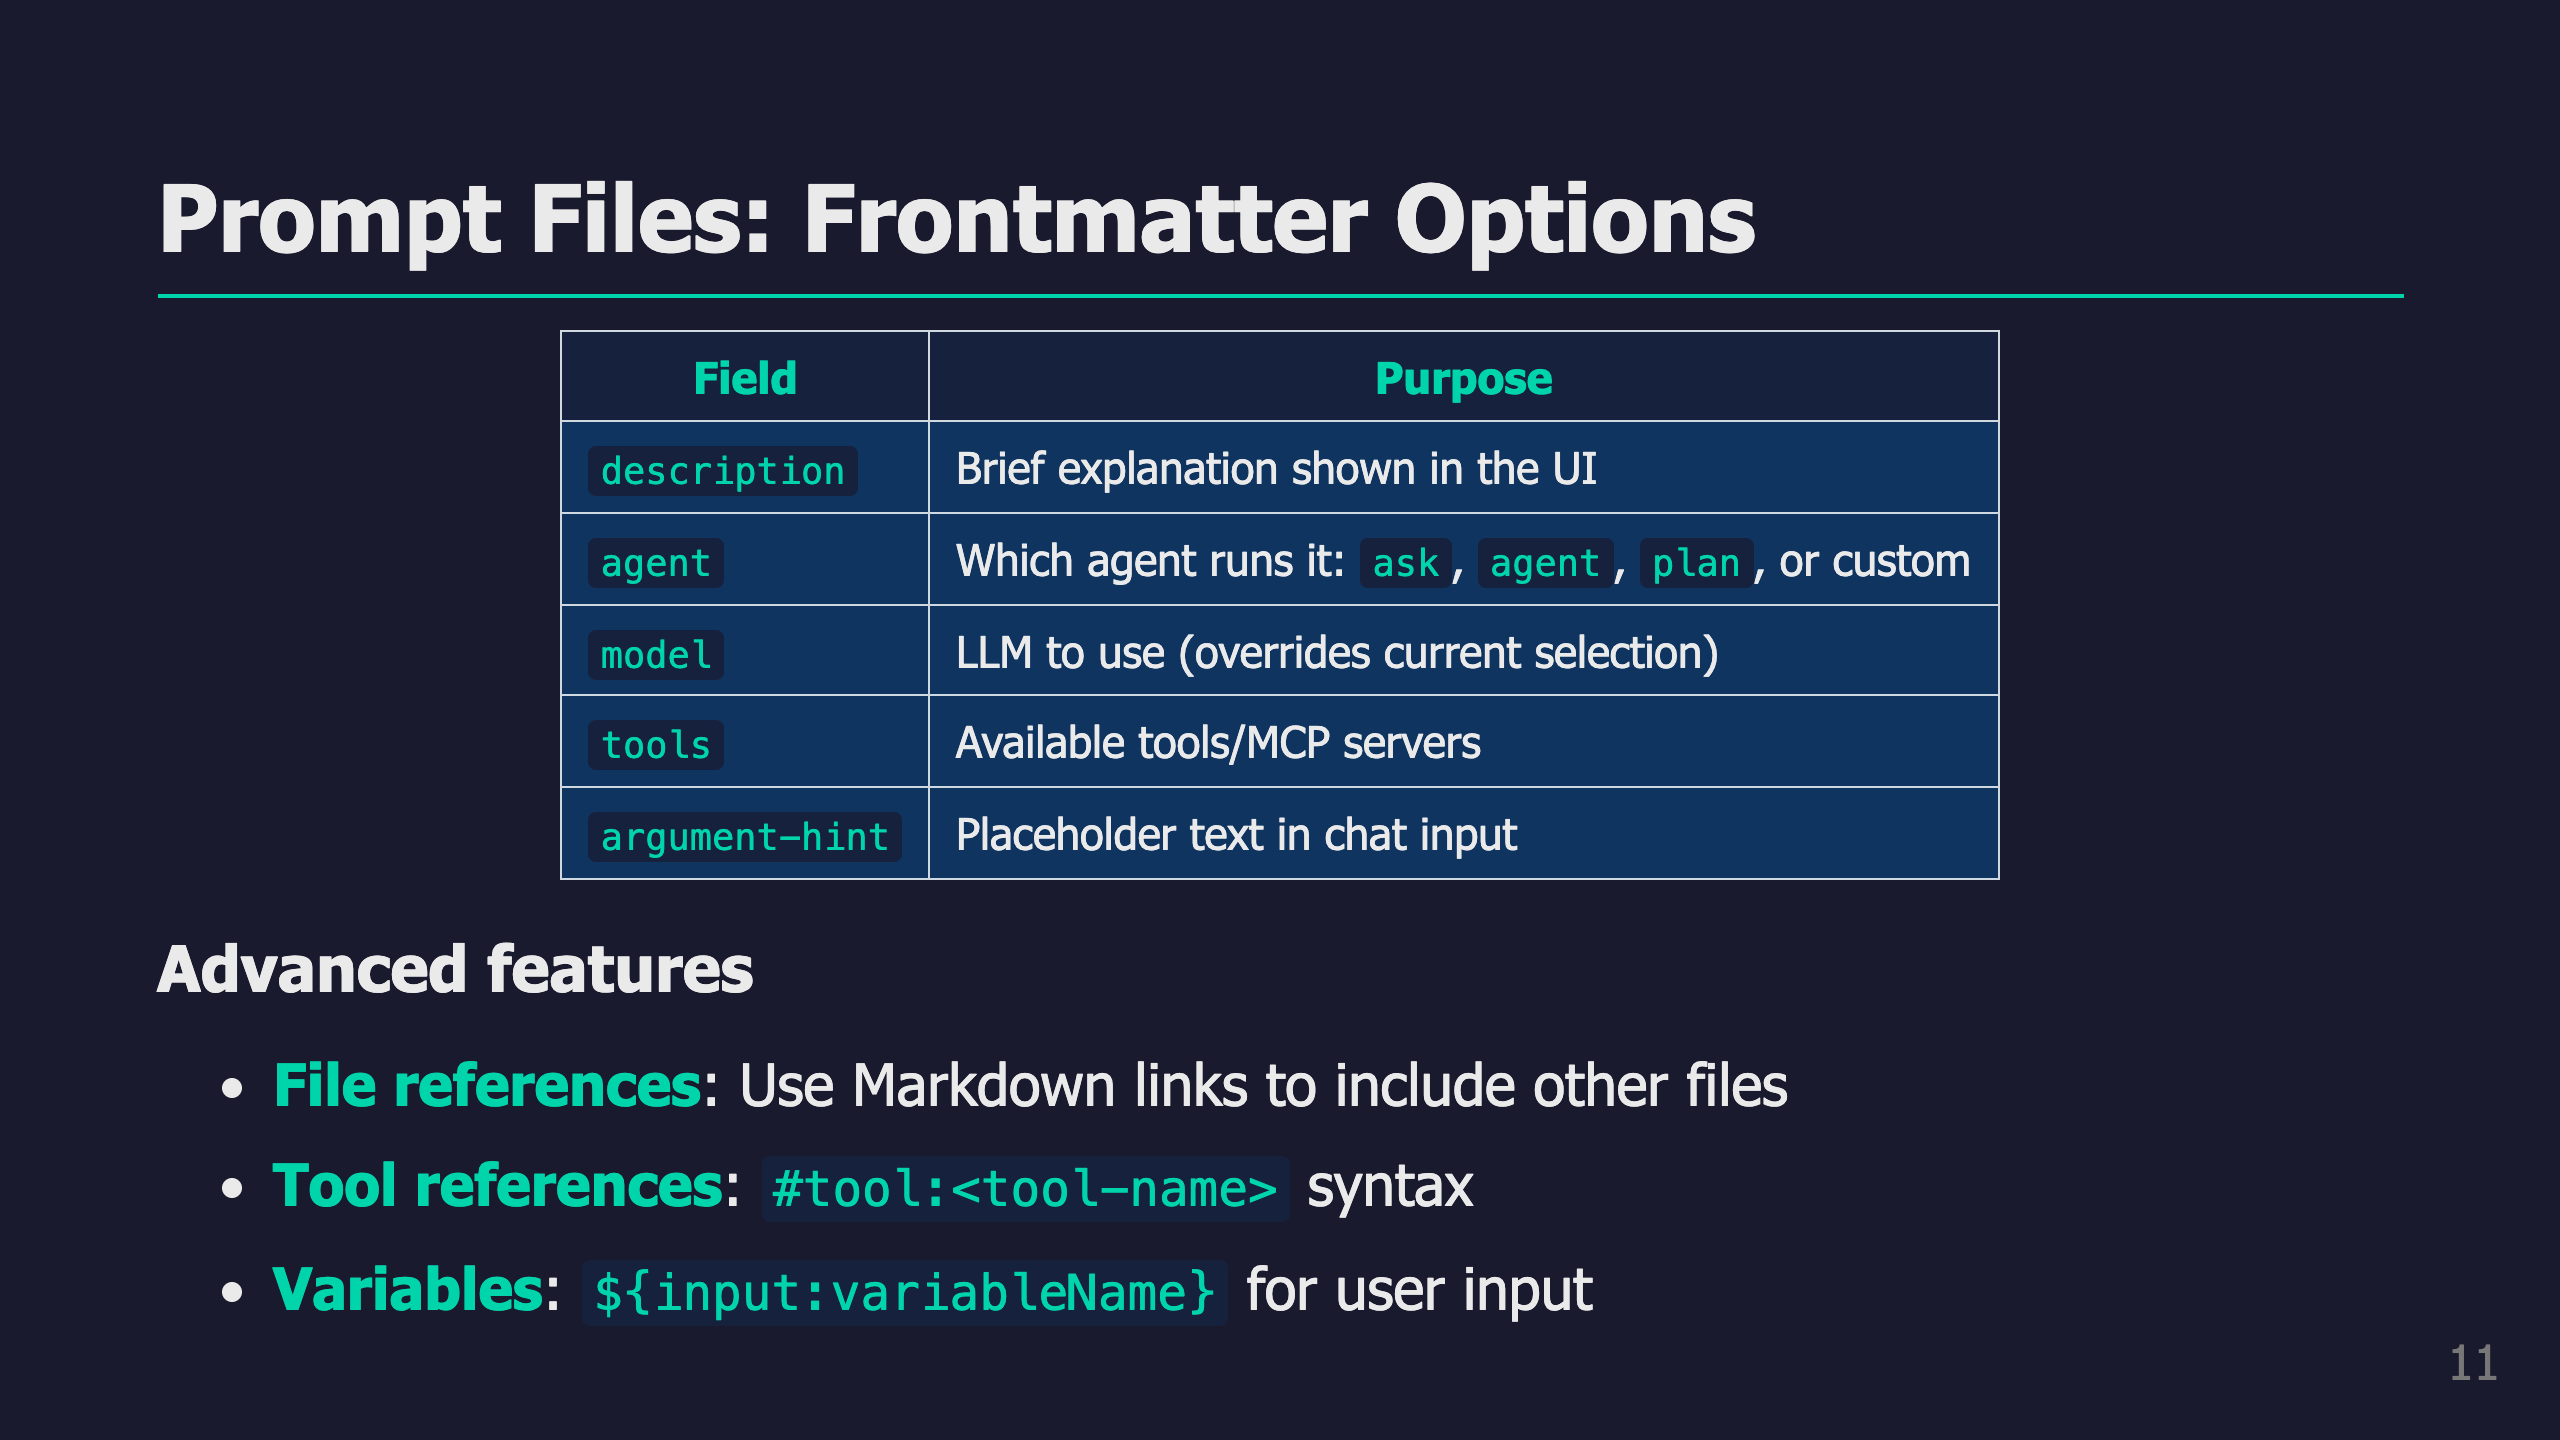 Prompt Files: Frontmatter Options
Field Purpose
description Brief explanation shown in the UI
agent Which agent runs it: ask, agent, plan, or custom
model LLM to use (overrides current selection)
tools Available tools/MCP servers
argument-hint Placeholder text in chat input
Advanced features
• File references: Use Markdown links to include other files
• Tool references: #tool:<tool-name> syntax
• Variables: ${input:variableName} for user input
11